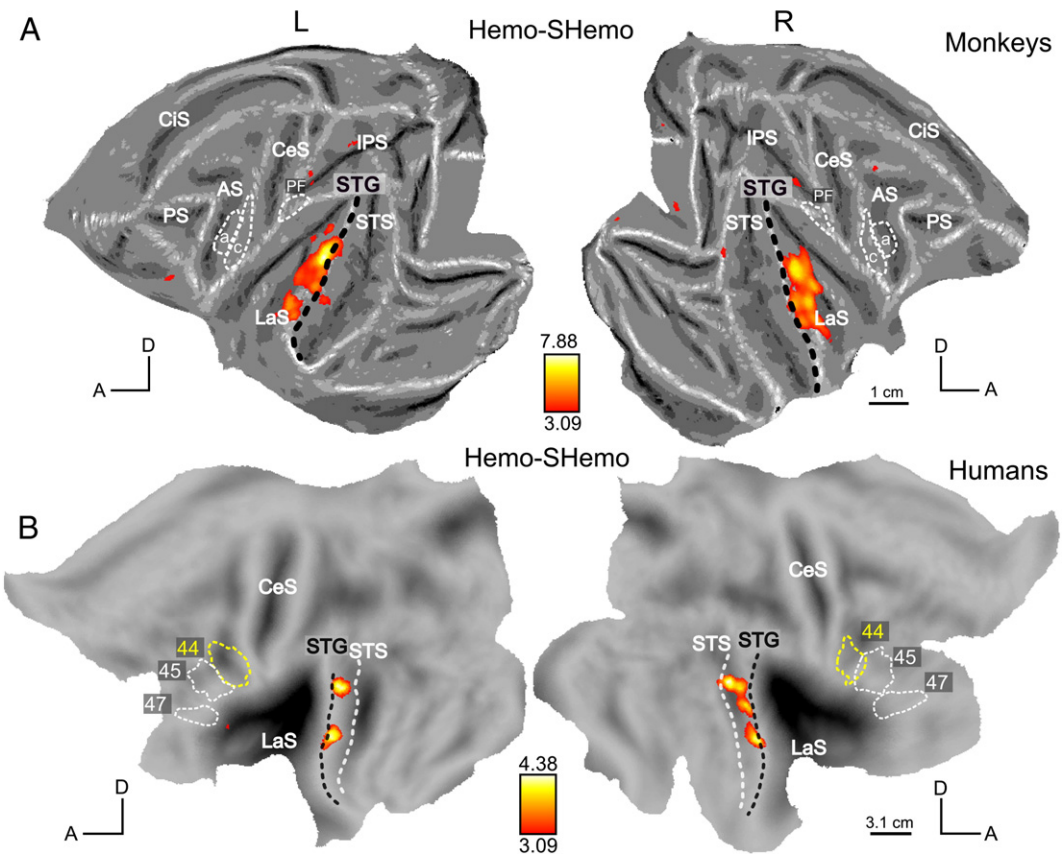 A
L
Hemo-SHemo
R
Monkeys
CiS
CeS
IPS
PF
STG
AS
STS
PS
a
c
LaS
IPS
CiS
CeS
STG
PF
AS
STS
PS
a
c
LaS
D
A
7.88
3.09
D
A
1 cm
Hemo-SHemo
Humans
B
CeS
44
STG
STS
45
47
LaS
CeS
44
STS
STG
45
47
LaS
D
A
4.38
3.09
D
A
3.1 cm